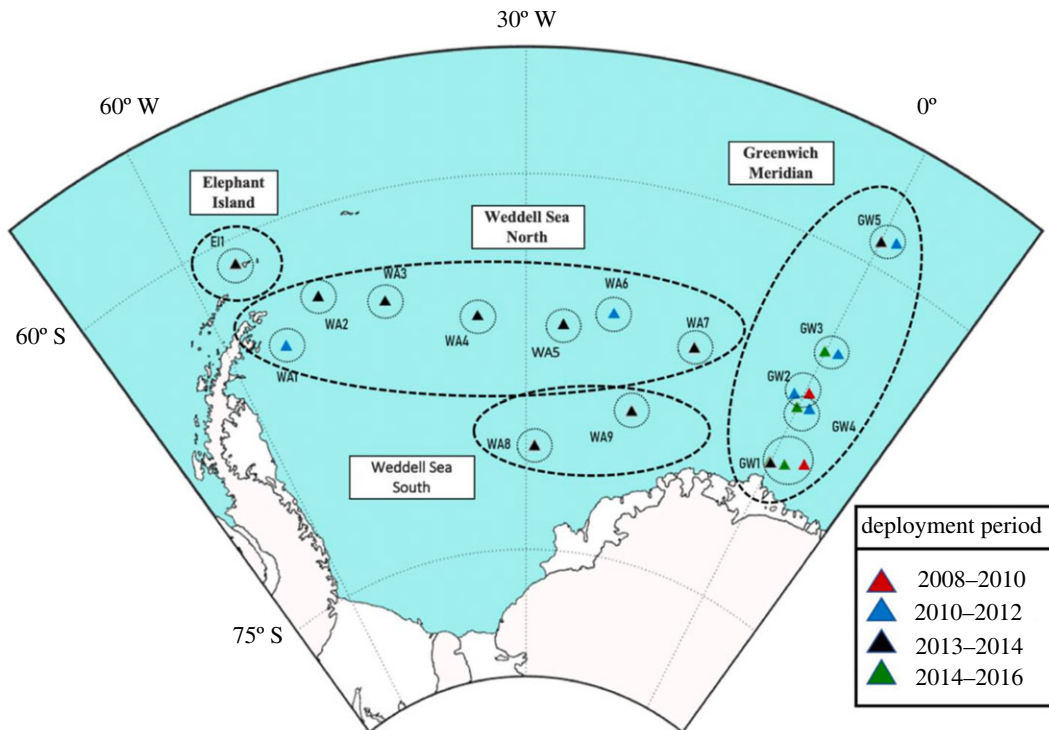 30º W
60º W
0º
Greenwich
Meridian
Elephant
Island
Weddell Sea
North
GW5
EI1
WA3
WA6
WA2
WA4
WA7
60º S
GW3
WA5
WA1
GW2
GW4
WA9
WA8
GW1
Weddell Sea
South
deployment period
2008–2010
2010–2012
75º S
2013–2014
2014–2016